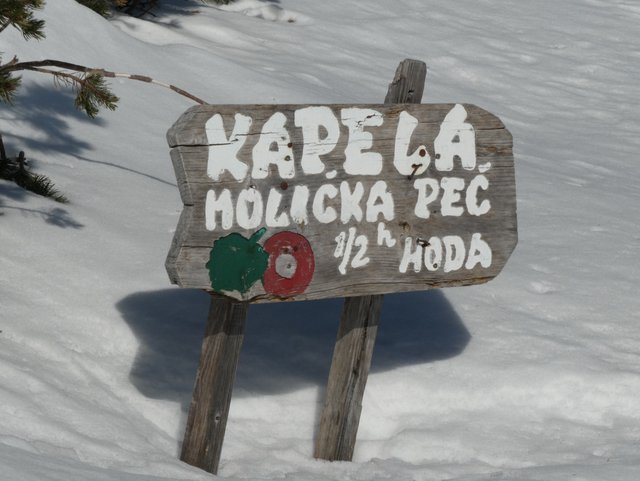 KAPELA
MOLIČKA PEČ
1/2 h HODA